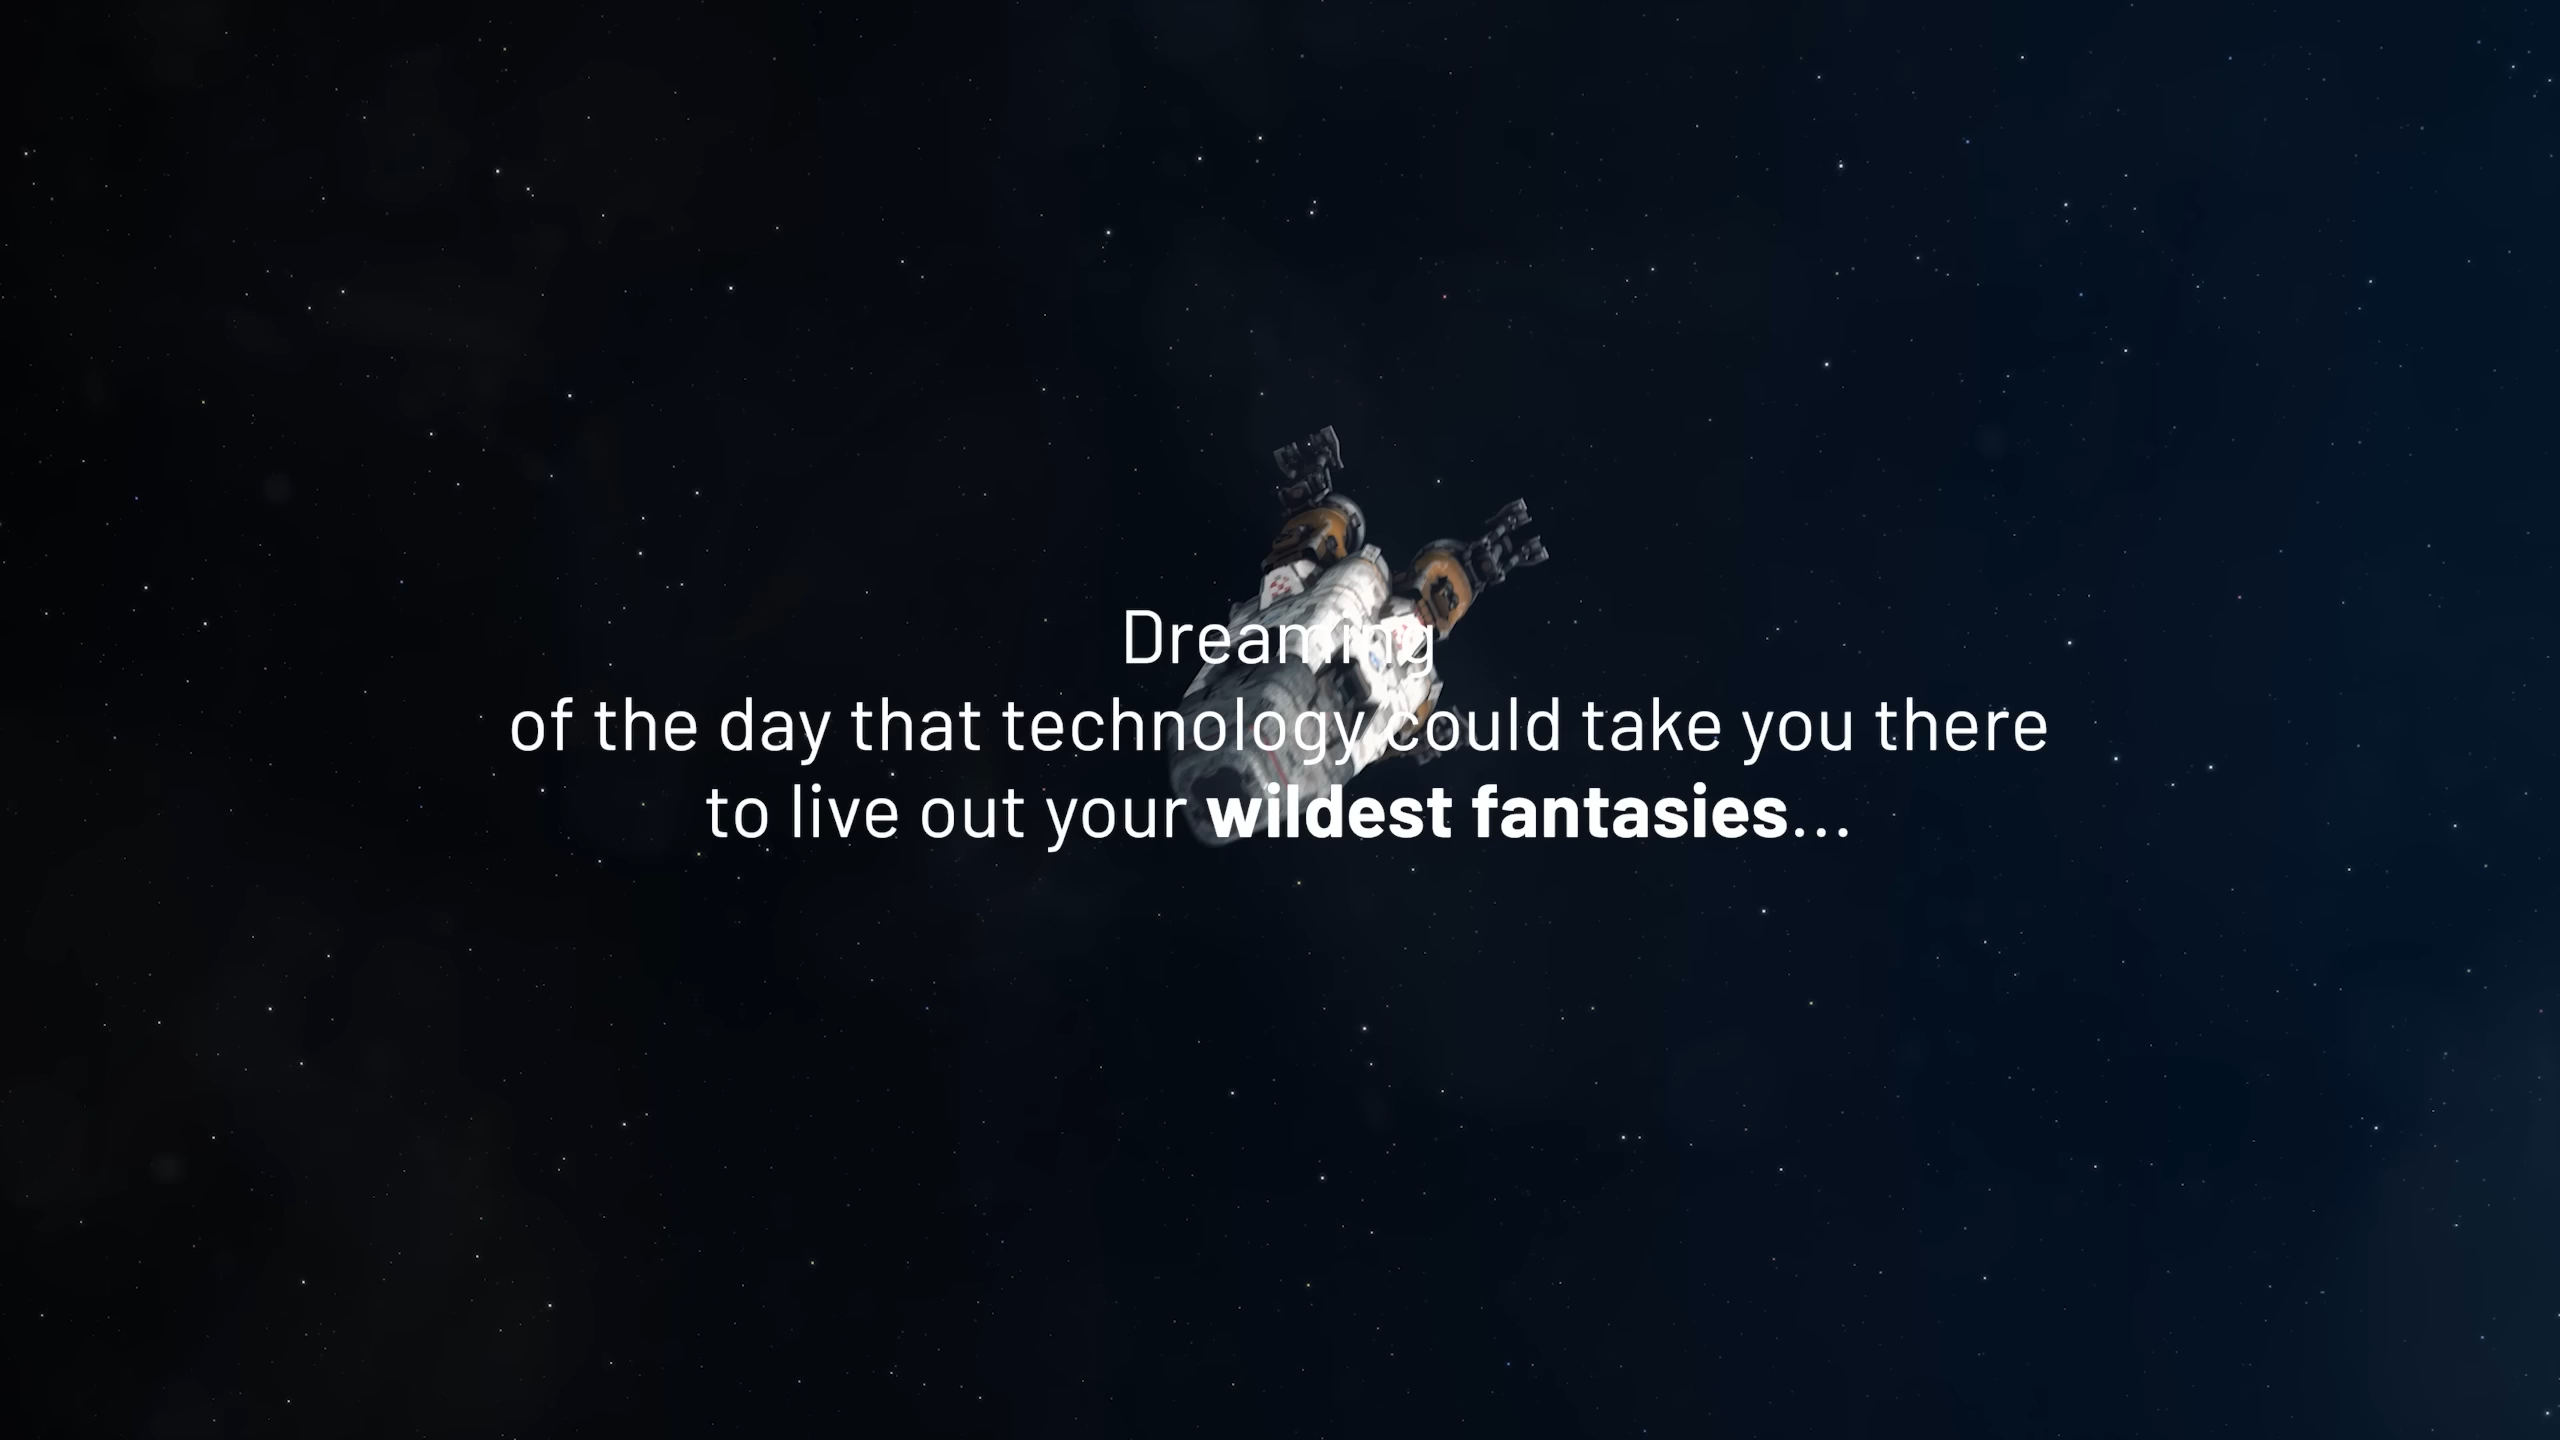 Dreaming
of the day that technology could take you there
to live out your wildest fantasies...